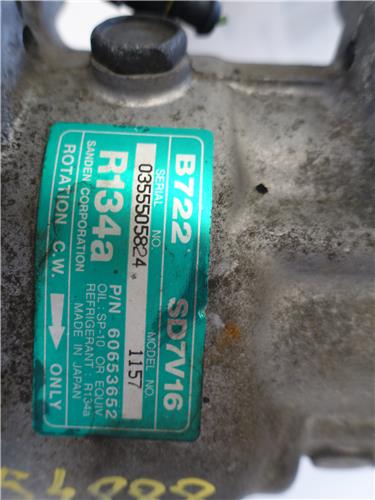 B722 SD7V16
SERIAL NO. MODEL NO.
0355505824 1157
R134a P/N 60653652
OIL:SP-10 OR EQUIV
REFRIGERANT: R134a
SANDEN CORPORATION MADE IN JAPAN
ROTATION C.W. ONLY